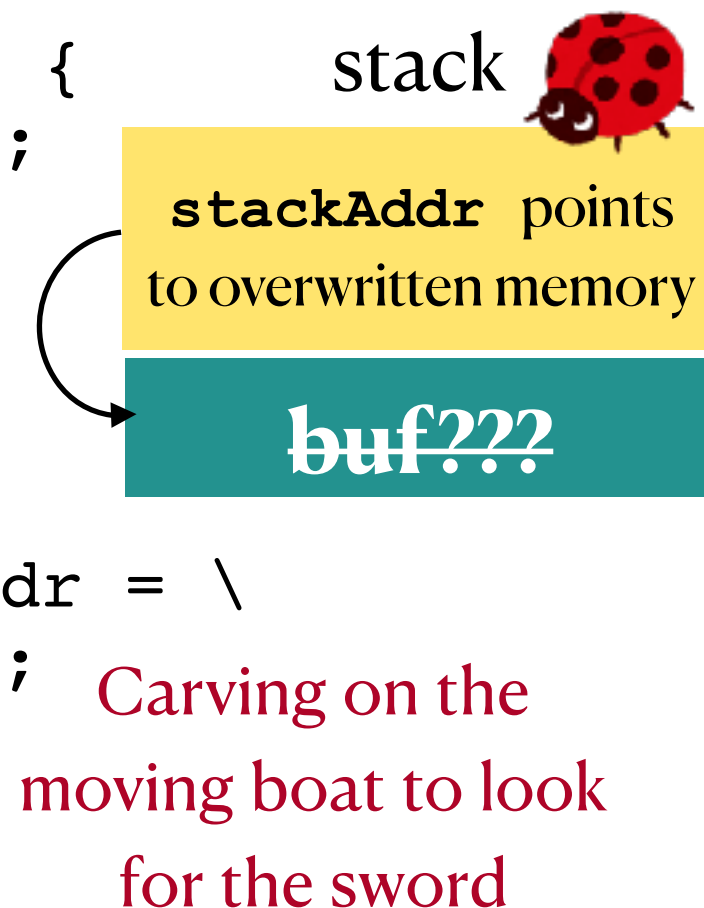 {
stack
;
stackAddr points
to overwritten memory
buf???
dr = \
;
Carving on the
moving boat to look
for the sword